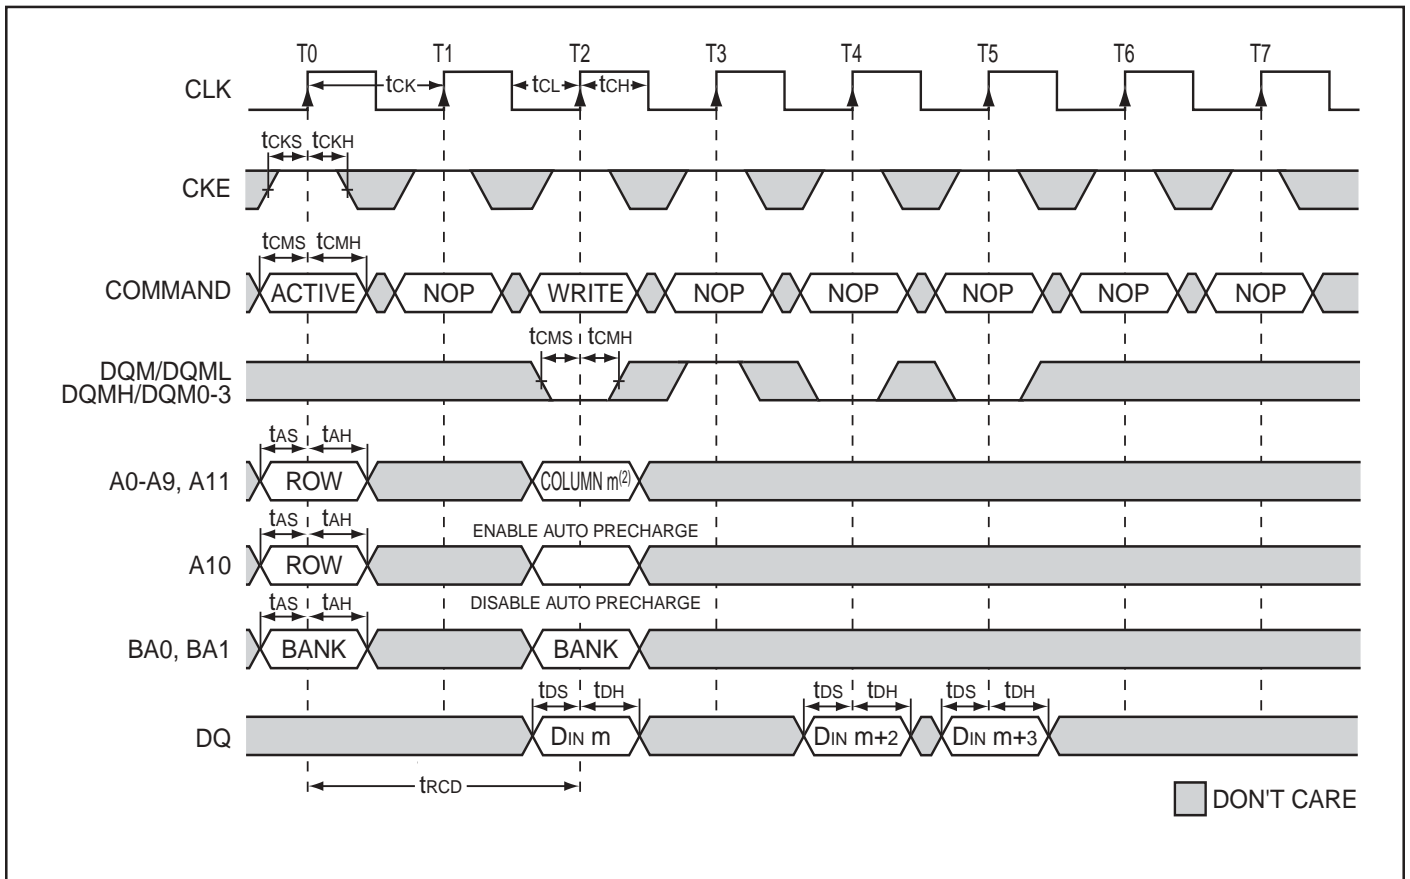 T0 T1 T2 T3 T4 T5 T6 T7
CLK tCK tCL tCH
tCKS tCKH
CKE
tCMS tCMH
COMMAND ACTIVE NOP WRITE NOP NOP NOP NOP NOP
tCMS tCMH
DQM/DQML
DQMH/DQM0-3
tAS tAH
A0-A9, A11 ROW COLUMN m(2)
tAS tAH ENABLE AUTO PRECHARGE
A10 ROW
tAS tAH DISABLE AUTO PRECHARGE
BA0, BA1 BANK BANK
tDS tDH tDS tDH tDS tDH
DQ DIN m DIN m+2 DIN m+3
tRCD
DON'T CARE